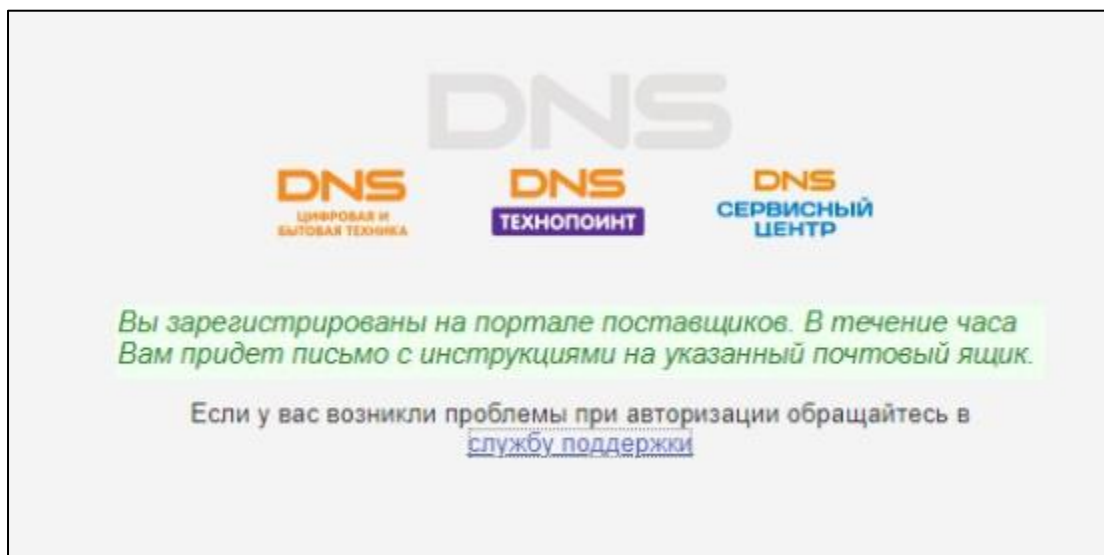 DNS
DNS
ЦИФРОВАЯ И
БЫТОВАЯ ТЕХНИКА
DNS
ТЕХНОПОИНТ
DNS
СЕРВИСНЫЙ
ЦЕНТР
Вы зарегистрированы на портале поставщиков. В течение часа
Вам придет письмо с инструкциями на указанный почтовый ящик.
Если у вас возникли проблемы при авторизации обращайтесь в
службу поддержки